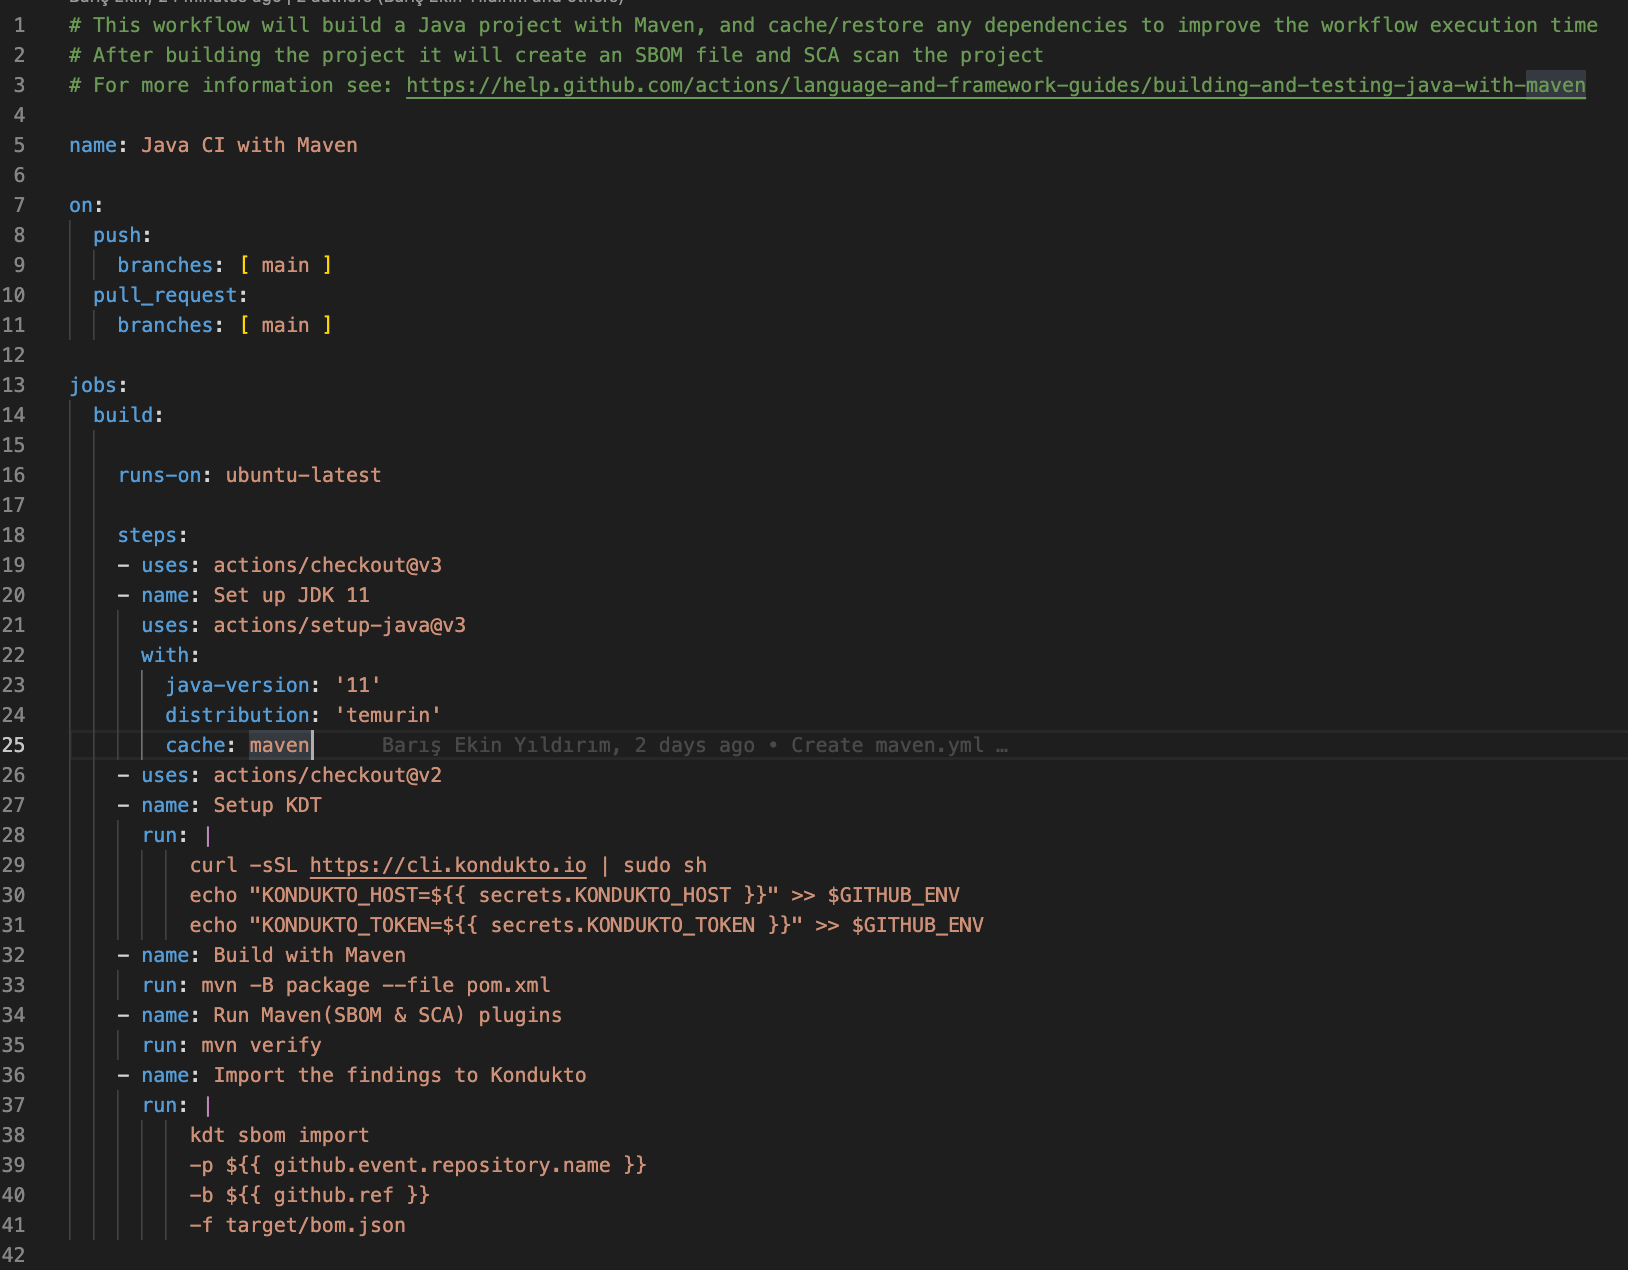 1 # This workflow will build a Java project with Maven, and cache/restore any dependencies to improve the workflow execution time
2 # After building the project it will create an SBOM file and SCA scan the project
3 # For more information see: https://help.github.com/actions/language-and-framework-guides/building-and-testing-java-with-maven
4
5 name: Java CI with Maven
6
7 on:
8 push:
9 branches: [ main ]
10 pull_request:
11 branches: [ main ]
12
13 jobs:
14 build:
15
16 runs-on: ubuntu-latest
17
18 steps:
19 - uses: actions/checkout@v3
20 - name: Set up JDK 11
21 uses: actions/setup-java@v3
22 with:
23 java-version: '11'
24 distribution: 'temurin'
25 cache: maven Barış Ekin Yıldırım, 2 days ago • Create maven.yml …
26 - uses: actions/checkout@v2
27 - name: Setup KDT
28 run: |
29 curl -sSL https://cli.kondukto.io | sudo sh
30 echo "KONDUKTO_HOST=${{ secrets.KONDUKTO_HOST }}" >> $GITHUB_ENV
31 echo "KONDUKTO_TOKEN=${{ secrets.KONDUKTO_TOKEN }}" >> $GITHUB_ENV
32 - name: Build with Maven
33 run: mvn -B package --file pom.xml
34 - name: Run Maven(SBOM & SCA) plugins
35 run: mvn verify
36 - name: Import the findings to Kondukto
37 run: |
38 kdt sbom import
39 -p ${{ github.event.repository.name }}
40 -b ${{ github.ref }}
41 -f target/bom.json
42